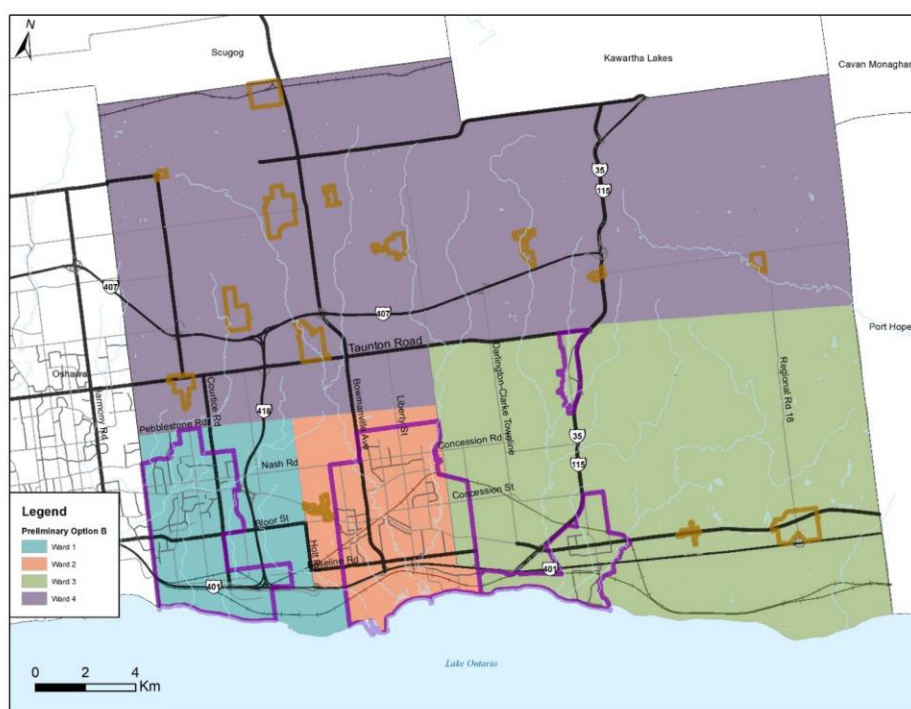 N
Scugog
Kawartha Lakes
Cavan Monaghan
35
115
407
407
Port Hope
Taunton Road
Oshawa
Harmony Rd
Courtice Rd
418
Bowmanville Ave
Liberty St
Darlington-Clarke Townline
Regional Rd 18
Pebblestone Rd
Concession Rd
35
115
Nash Rd
Concession St
Bloor St
Holt
Baseline Rd
401
401
Legend
Preliminary Option B
Ward 1
Ward 2
Ward 3
Ward 4
Lake Ontario
0 2 4
Km